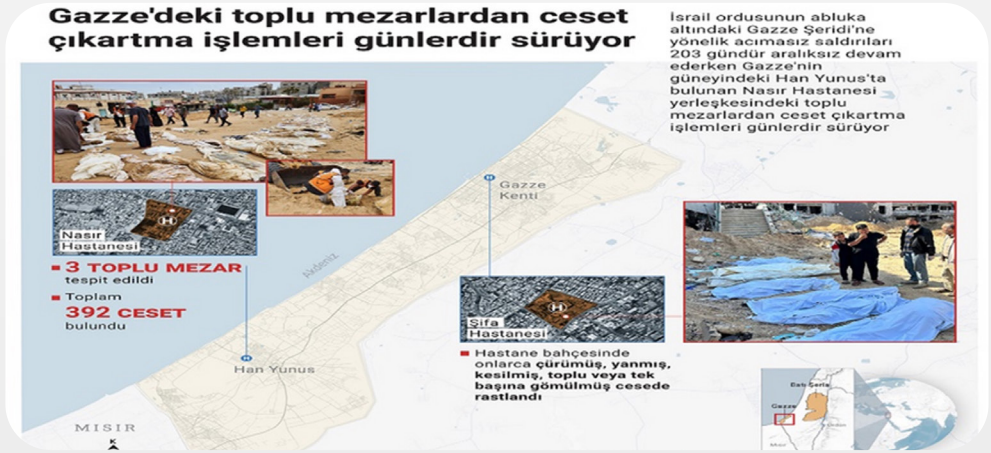 Gazze'deki toplu mezarlardan ceset
çıkartma işlemleri günlerdir sürüyor
İsrail ordusunun abluka
altındaki Gazze Şeridi'ne
yönelik acımasız saldırıları
203 gündür aralıksız devam
ederken Gazze'nin
güneyindeki Han Yunus'ta
bulunan Nasır Hastanesi
yerleşkesindeki toplu
mezarlardan ceset çıkartma
işlemleri günlerdir sürüyor
H
Nasır
Hastanesi
3 TOPLU MEZAR
tespit edildi
Toplam
392 CESET
bulundu
Akdeniz
H
Gazze
Kenti
H
Şifa
Hastanesi
Hastane bahçesinde
onlarca çürümüş, yanmış,
kesilmiş, toplu veya tek
başına gömülmüş cesede
rastlandı
H
Han Yunus
MISIR
K
Batı Şeria
Gazze
Ürdün
Mısır